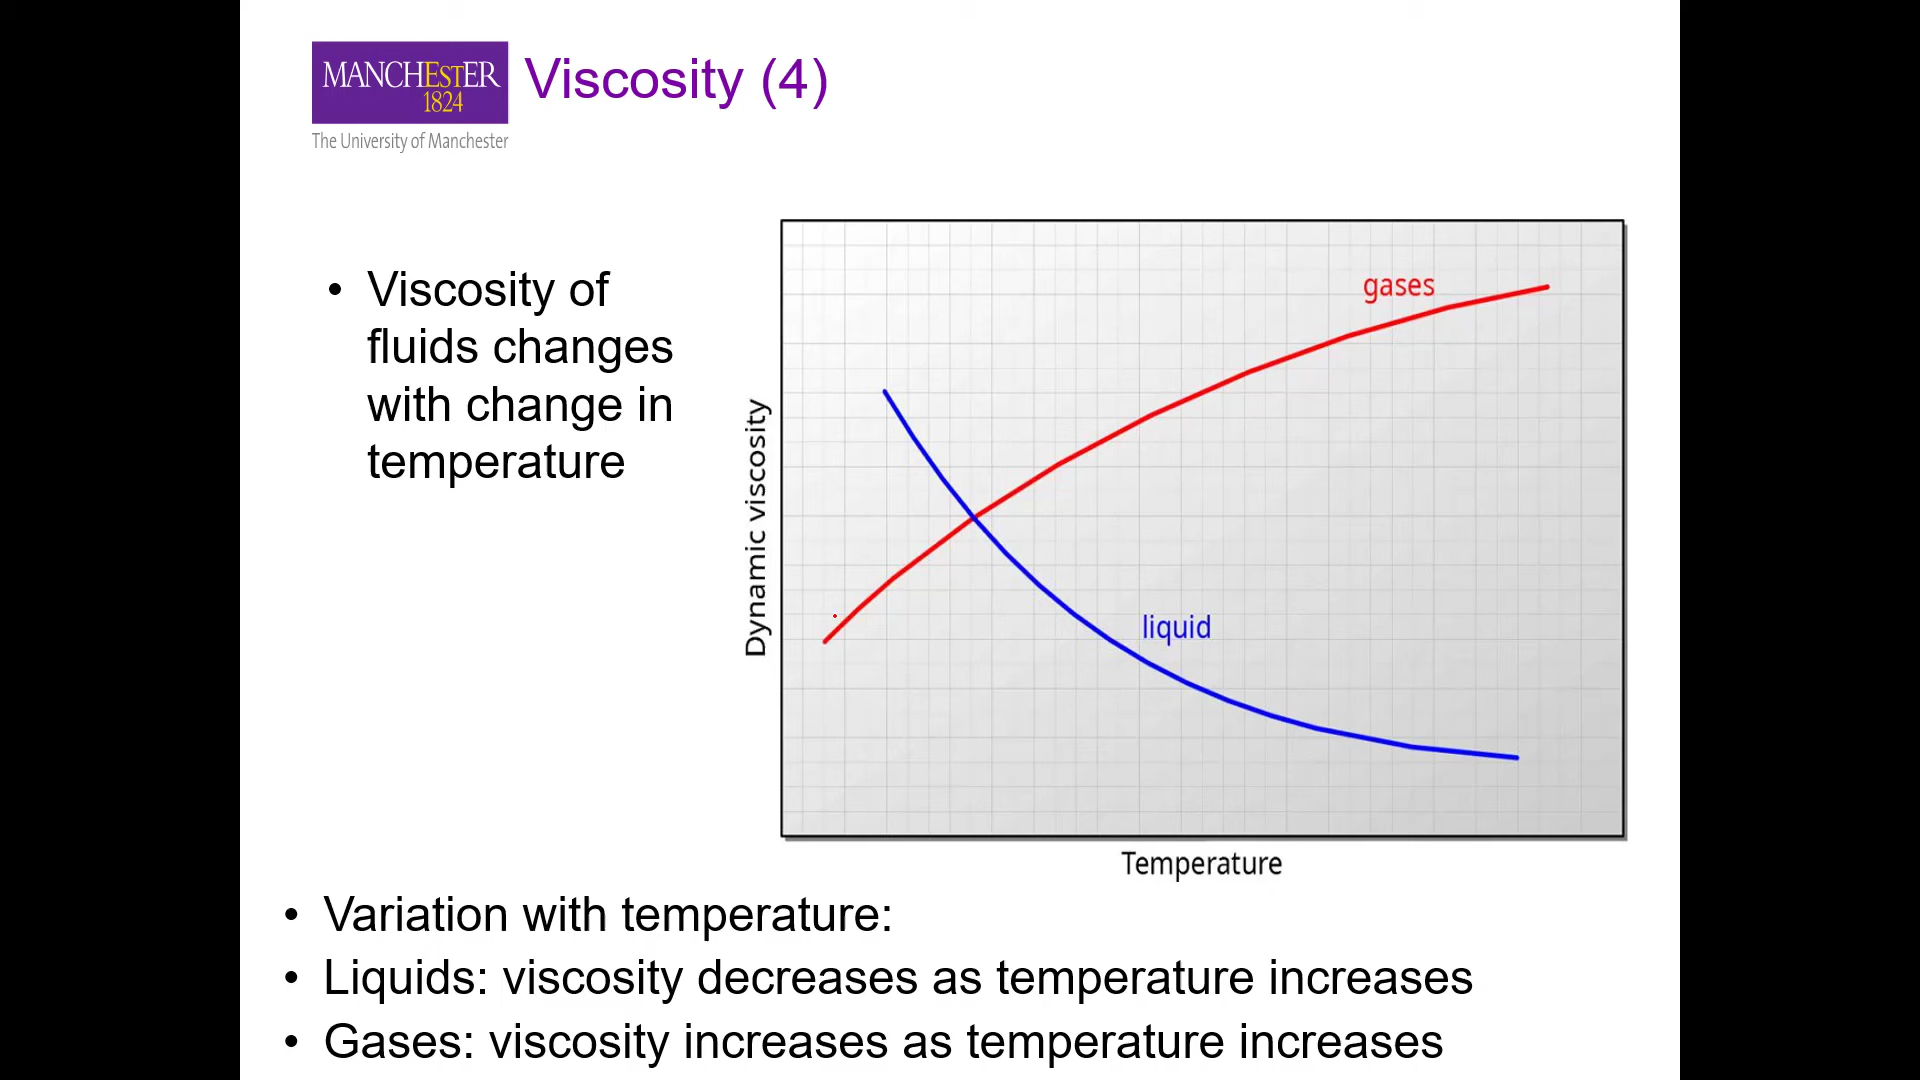 MANCHESTER
1824
The University of Manchester
Viscosity (4)
• Viscosity of
fluids changes
with change in
temperature
gases
liquid
Dynamic viscosity
Temperature
• Variation with temperature:
• Liquids: viscosity decreases as temperature increases
• Gases: viscosity increases as temperature increases